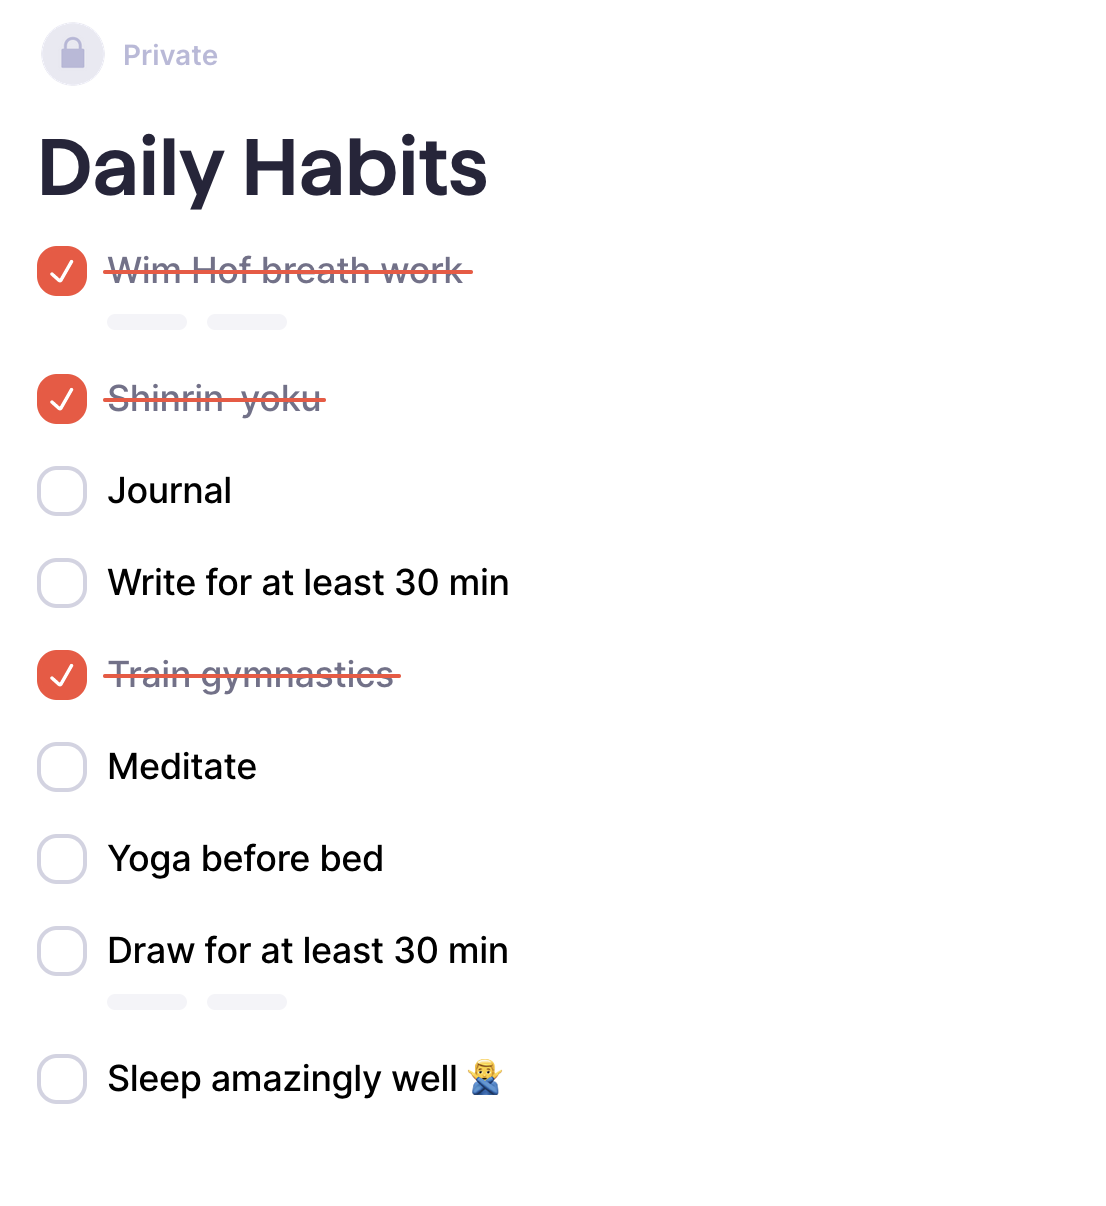 Private
Daily Habits
Wim Hof breath work
Shinrin-yoku
Journal
Write for at least 30 min
Train gymnastics
Meditate
Yoga before bed
Draw for at least 30 min
Sleep amazingly well 🙅‍♂️